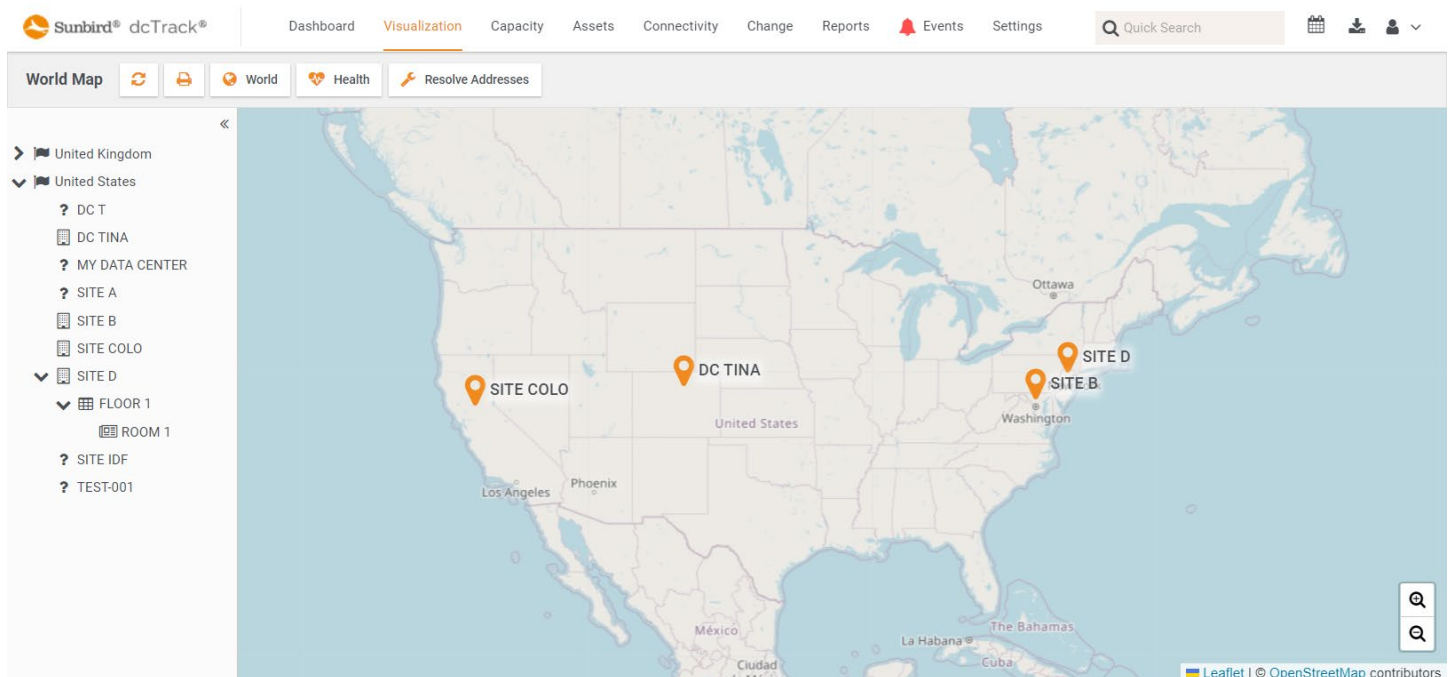 Sunbird® dcTrack®
Dashboard Visualization Capacity Assets Connectivity Change Reports Events Settings Quick Search
World Map World Health Resolve Addresses
«
United Kingdom
United States
? DC T
DC TINA
? MY DATA CENTER
? SITE A
SITE B
SITE COLO
SITE D
FLOOR 1
ROOM 1
? SITE IDF
? TEST-001
Ottawa
SITE D
DC TINA
SITE B
SITE COLO
Washington
United States
Phoenix
Los Angeles
The Bahamas
México
La Habana
Cuba
Ciudad
de México
Leaflet | © OpenStreetMap contributors